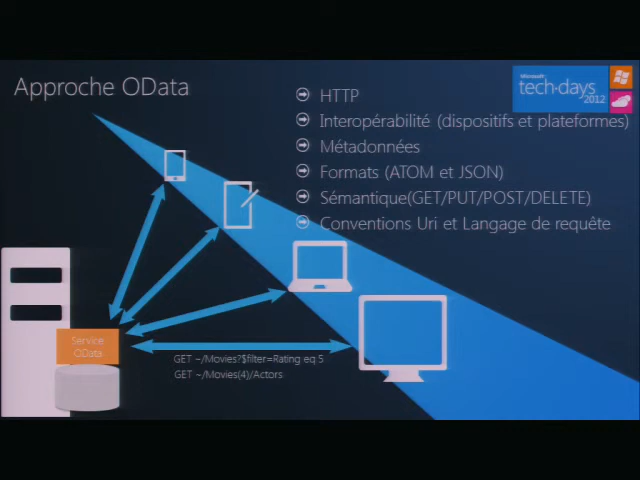 Approche OData
Microsoft
tech·days
2012
HTTP
Interopérabilité (dispositifs et plateformes)
Métadonnées
Formats (ATOM et JSON)
Sémantique(GET/PUT/POST/DELETE)
Conventions Uri et Langage de requête
Service
OData
GET ~/Movies?$filter=Rating eq 5
GET ~/Movies(4)/Actors